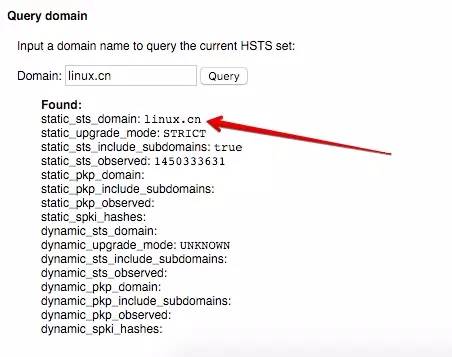 Query domain
Input a domain name to query the current HSTS set:
Domain: linux.cn Query
Found:
static_sts_domain: linux.cn
static_upgrade_mode: STRICT
static_sts_include_subdomains: true
static_sts_observed: 1450333631
static_pkp_domain:
static_pkp_include_subdomains:
static_pkp_observed:
static_spki_hashes:
dynamic_sts_domain:
dynamic_upgrade_mode: UNKNOWN
dynamic_sts_include_subdomains:
dynamic_sts_observed:
dynamic_pkp_domain:
dynamic_pkp_include_subdomains:
dynamic_pkp_observed:
dynamic_spki_hashes: